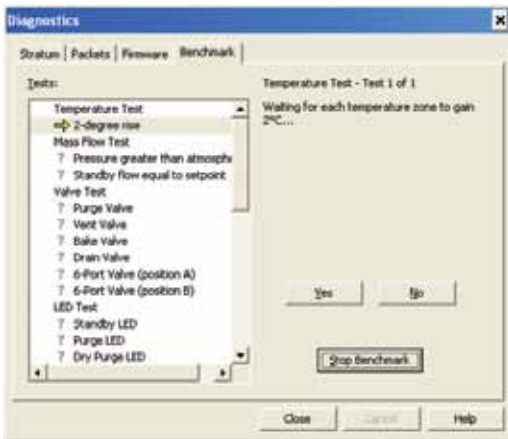 Diagnostics
Stratum Packets Firmware Benchmark
Tests:
Temperature Test
2-degree rise
Mass Flow Test
? Pressure greater than atmosphe
? Standby flow equal to setpoint
Valve Test
? Purge Valve
? Vent Valve
? Bake Valve
? Drain Valve
? 6-Port Valve (position A)
? 6-Port Valve (position B)
LED Test
? Standby LED
? Purge LED
? Dry Purge LED
Temperature Test - Test 1 of 1
Waiting for each temperature zone to gain
2ºC...
Yes No
Stop Benchmark
Close Cancel Help